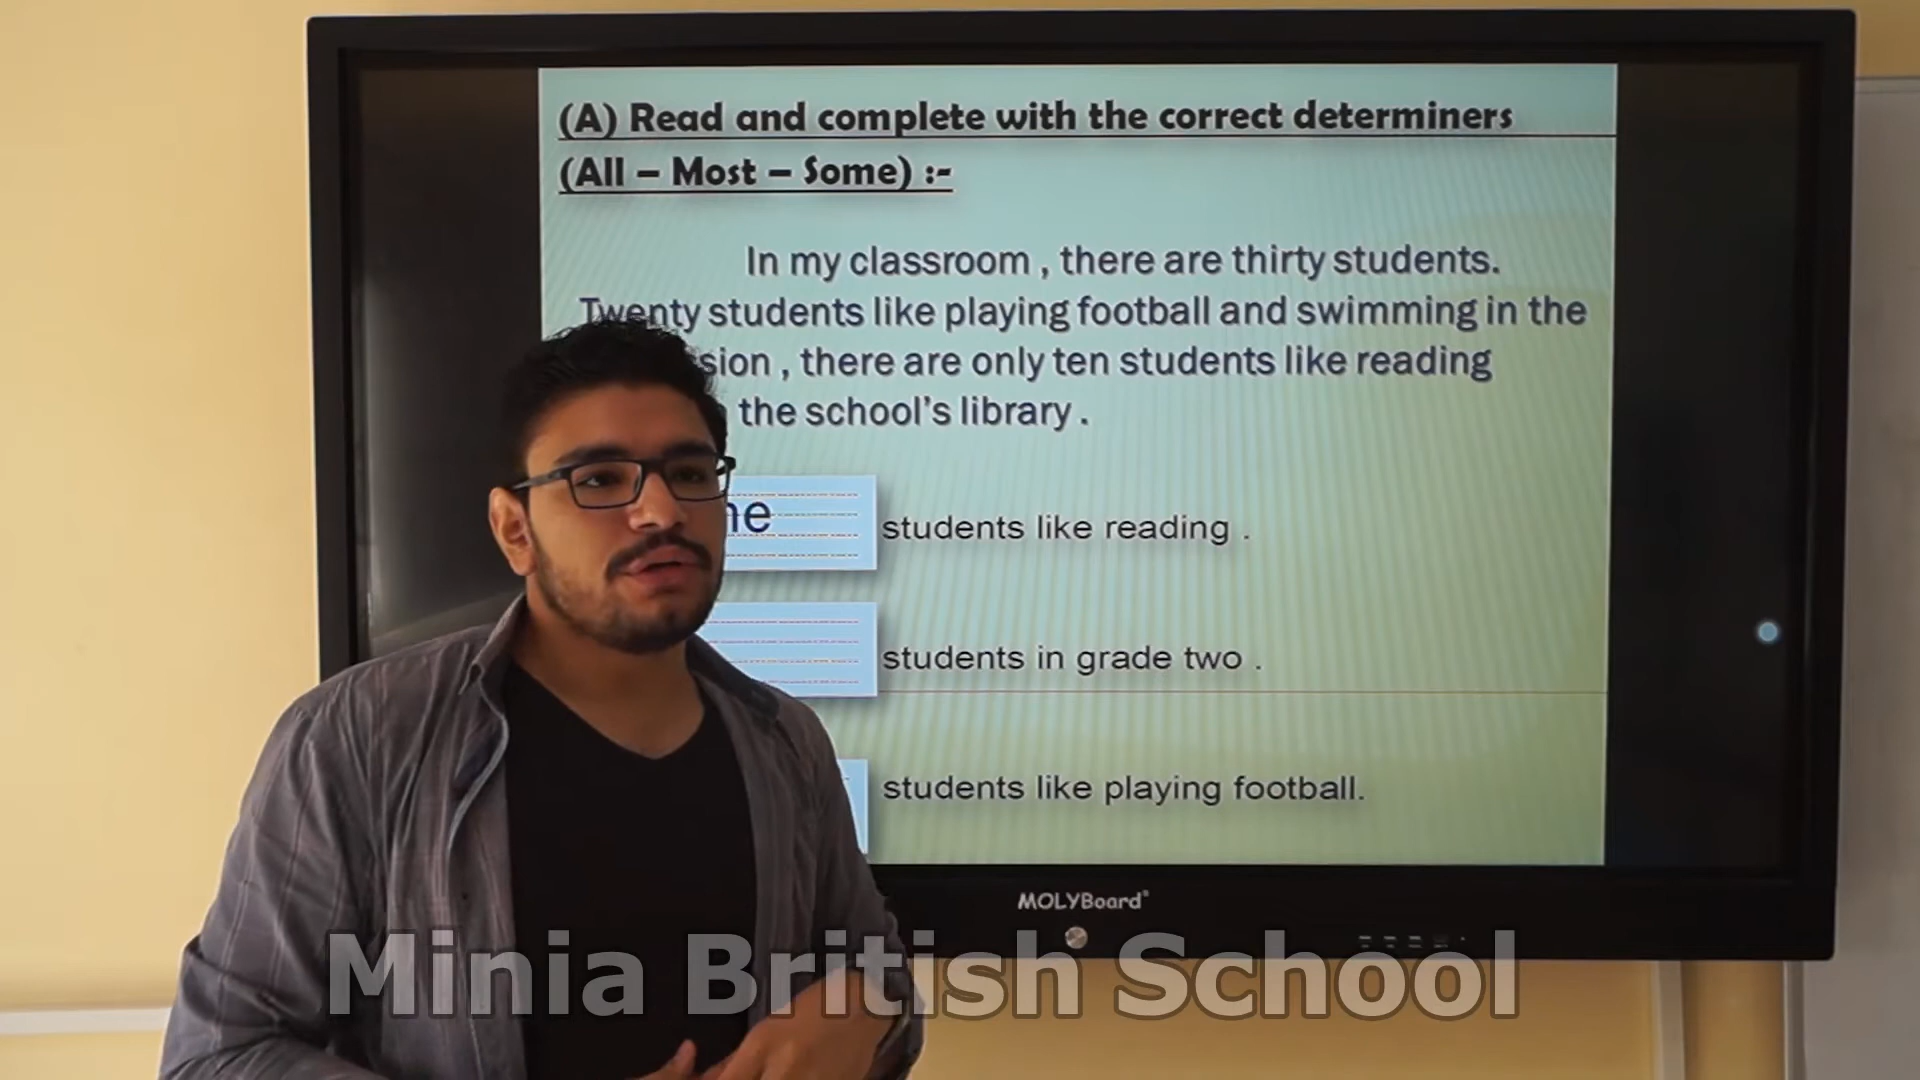 (A) Read and complete with the correct determiners
(All – Most – Some) :-
In my classroom , there are thirty students.
Twenty students like playing football and swimming in the
, there are only ten students like reading
the school's library .
students like reading .
students in grade two .
students like playing football.
MOLYBoard
Minia British School